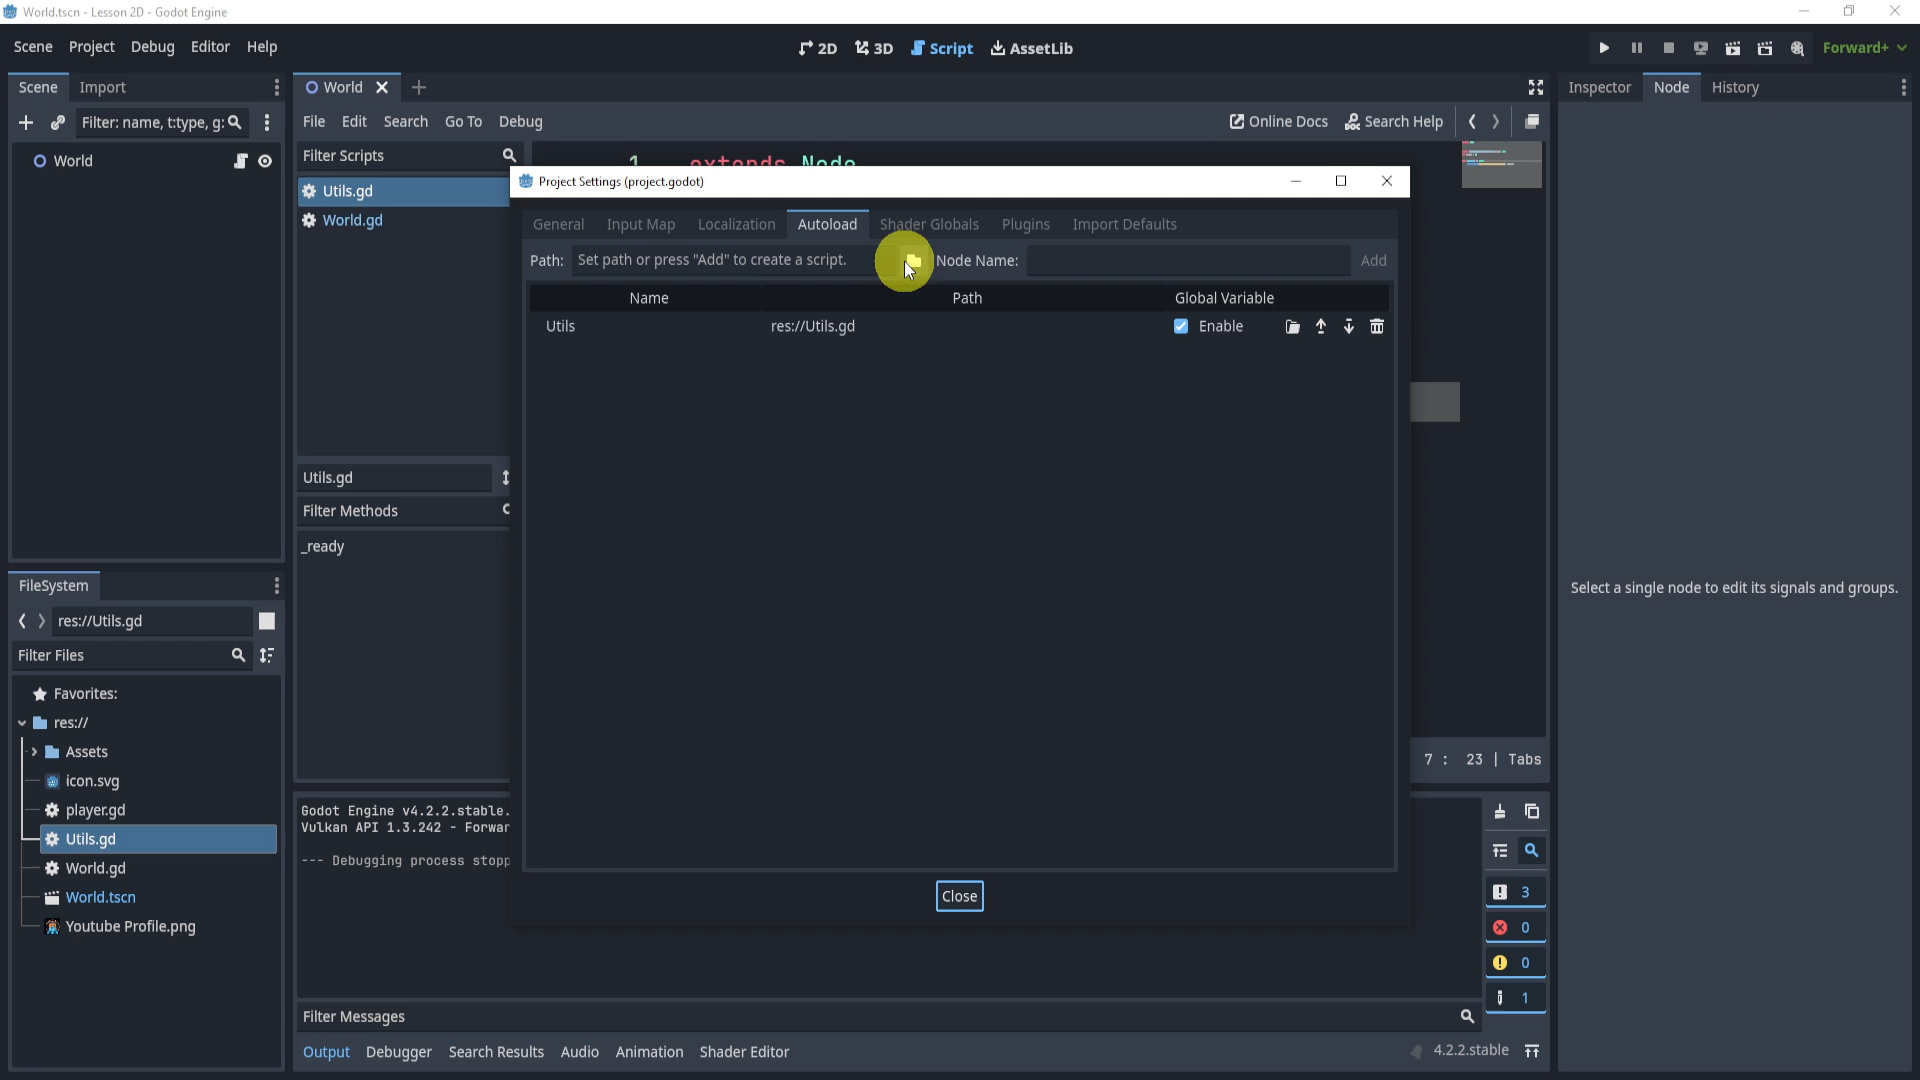 World.tscn - Lesson 2D - Godot Engine
Scene Project Debug Editor Help
2D 3D Script AssetLib
Forward+
Scene Import
Filter: name, t:type, g:
World
World
File Edit Search Go To Debug
Online Docs Search Help
Filter Scripts
Utils.gd
World.gd
Utils.gd
Filter Methods
_ready
1 extends Node
Project Settings (project.godot)
General Input Map Localization Autoload Shader Globals Plugins Import Defaults
Path: Set path or press "Add" to create a script. Node Name: Add
Name Path Global Variable
Utils res://Utils.gd Enable
Close
7 : 23 | Tabs
Inspector Node History
Select a single node to edit its signals and groups.
FileSystem
res://Utils.gd
Filter Files
Favorites:
res://
Assets
icon.svg
player.gd
Utils.gd
World.gd
World.tscn
Youtube Profile.png
Godot Engine v4.2.2.stable.
Vulkan API 1.3.242 - Forwar
--- Debugging process stopp
3
0
0
1
Filter Messages
Output Debugger Search Results Audio Animation Shader Editor
4.2.2.stable